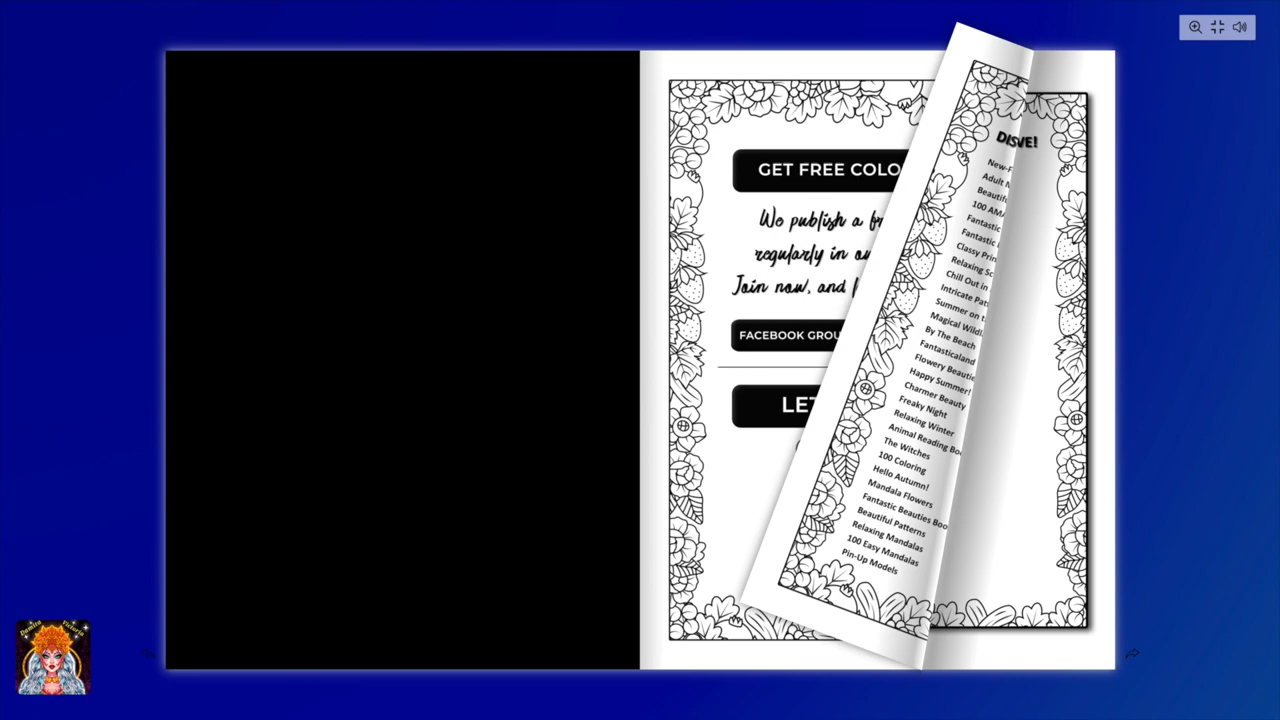 GET FREE COLO
We publish a fr
regularly in ou
Join now, and
FACEBOOK GROU
LET
New-F
Adult
Beautif
100 AMA
Fantastic
Fantastic
Classy Prin
Relaxing Sc
Chill Out in
Intricate Pat
Summer on t
Magical Wildl
By The Beach
Fantasticaland
Flowery Beautie
Happy Summer!
Charmer Beauty
Freaky Night
Relaxing Winter
Animal Reading Boo
The Witches
100 Coloring
Hello Autumn!
Mandala Flowers
Fantastic Beauties Boo
Beautiful Patterns
Relaxing Mandalas
100 Easy Mandalas
Pin-Up Models